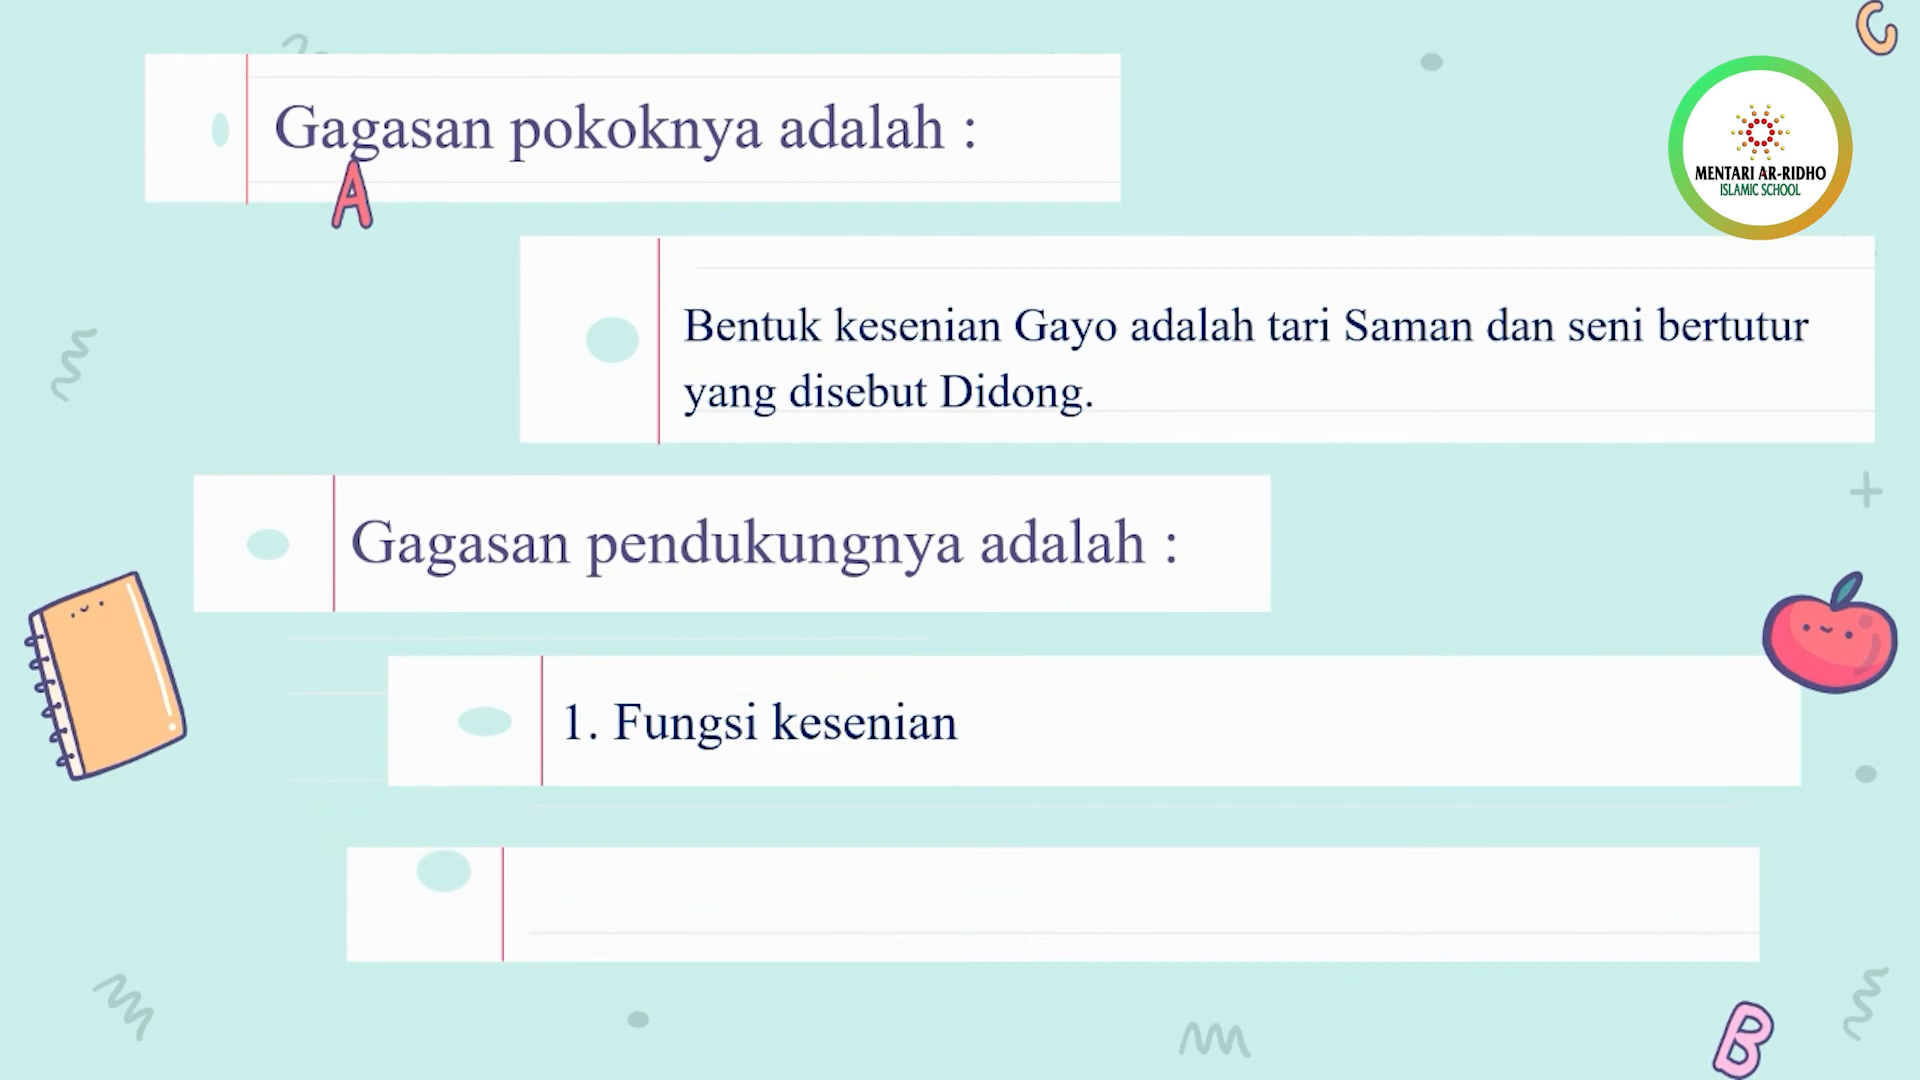 Gagasan pokoknya adalah :
A
C
MENTARI AR-RIDHO
ISLAMIC SCHOOL
Bentuk kesenian Gayo adalah tari Saman dan seni bertutur
yang disebut Didong.
Gagasan pendukungnya adalah :
1. Fungsi kesenian
B